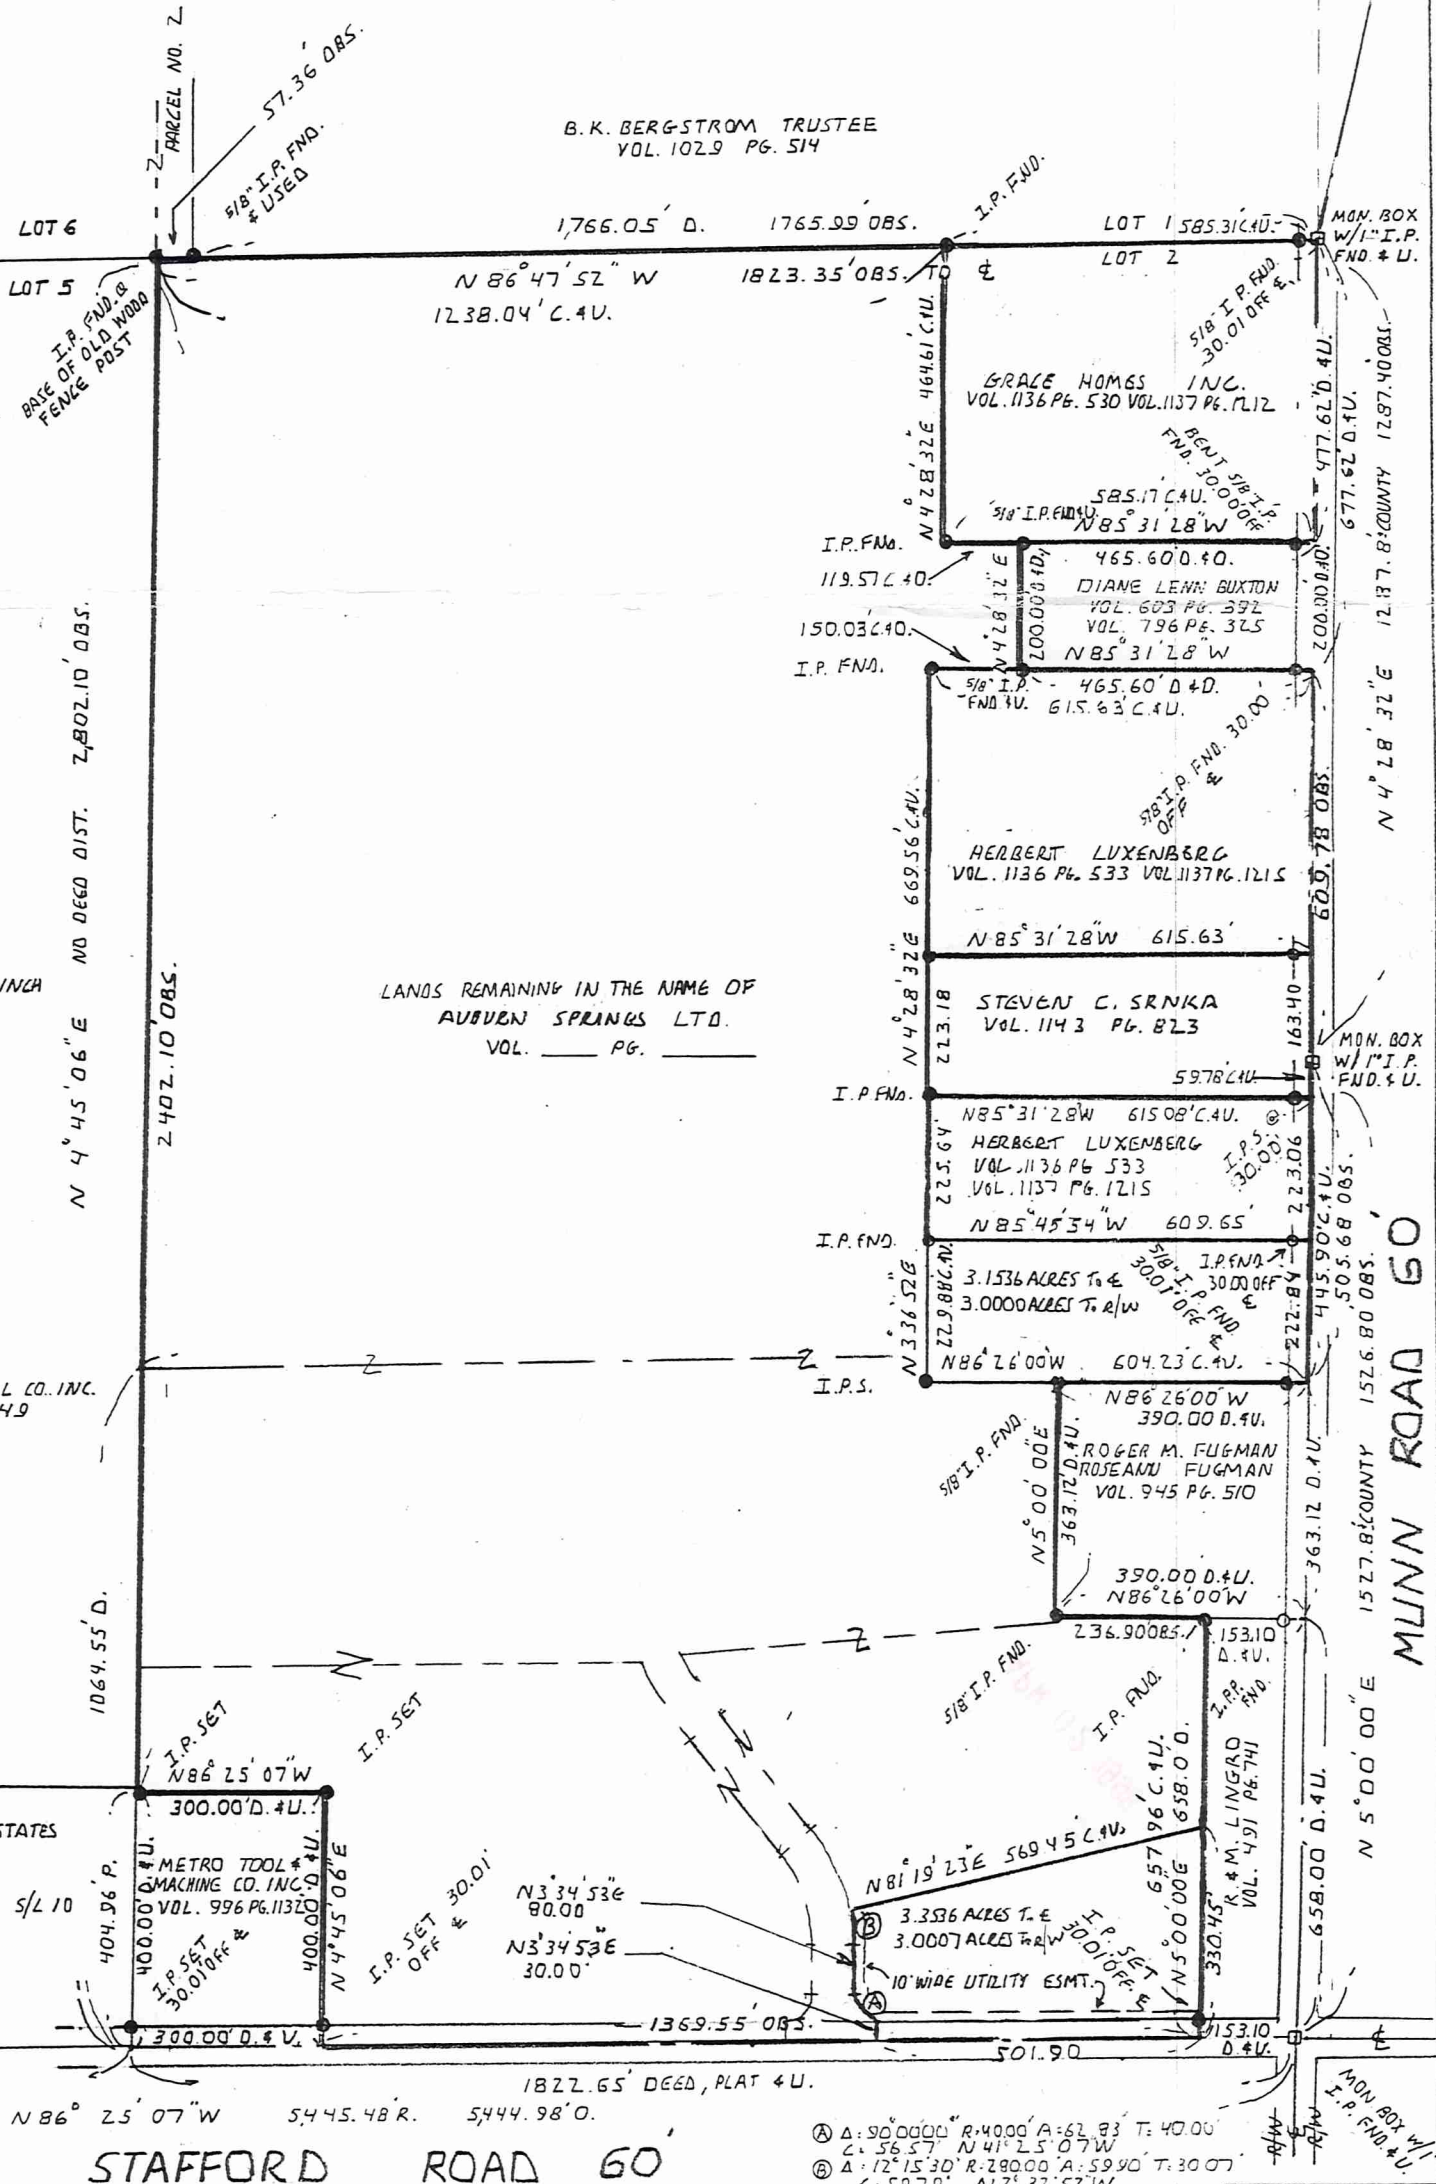 PARCEL NO. 2
57.36' OBS.
5/8" I.P. FND.
& USED
B.K. BERGSTROM TRUSTEE
VOL. 1029 PG. 514
I.P. FND.
LOT 6
1,766.05' D. 1765.99' OBS.
LOT 1 585.31 C.&U.
MON. BOX
W/1" I.P.
FND. & U.
LOT 5
N 86° 47' 52" W 1823.35' OBS. TO ℄
LOT 2
1238.04' C.&U.
I.P. FND. @
BASE OF OLD WOOD
FENCE POST
5/8" I.P. FND.
30.01 OFF ℄
N 4° 28' 32" E 464.61 C.&U.
GRACE HOMES INC.
VOL. 1136 PG. 530 VOL. 1137 PG. 1212
477.62' D.&U.
677.62' D.&U.
1287.8' COUNTY 1287.40 OBS.
BENT 5/8" I.P.
FND. 30.00 OFF
585.17 C.&U.
5/8" I.P. FND.&U.
N 85° 31' 28" W
I.P. FND.
465.60 D.&O.
119.57 C.&O.
N 4° 28' 32" E
200.00 D.&O.
DIANE LENN BUXTON
VOL. 603 PG. 392
VOL. 796 PG. 325
200.00 D.&O.
150.03 C.&O.
N 85° 31' 28" W
I.P. FND.
5/8" I.P.
FND. & U.
465.60' D & O.
615.63' C.&U.
N 4° 28' 32" E
5/8" I.P. FND. 30.00
OFF ℄
N 4° 45' 06" E NO DEED DIST. 2,802.10' OBS.
2402.10' OBS.
669.56' C.&U.
HERBERT LUXENBERG
VOL. 1136 PG. 533 VOL 1137 PG. 1215
609.78 OBS.
N 85° 31' 28" W 615.63'
INCH
LANDS REMAINING IN THE NAME OF
AUBURN SPRINGS LTD.
VOL. ____ PG. ______
N 4° 28' 32" E
223.18
STEVEN C. SRNKA
VOL. 1143 PG. 823
163.40
MON. BOX
W/ 1" I.P.
FND. & U.
59.78 C.&U.
I.P. FND.
N 85° 31' 28" W 615.08' C.&U.
225.64
HERBERT LUXENBERG
VOL. 1136 PG 533
VOL. 1137 PG. 1215
I.P.S. @
30.00'
223.06
N 85° 45' 34" W 609.65'
I.P. FND.
445.90' C.&U.
505.68 OBS.
N 3° 36' 52" E
229.88 C.&U.
3.1536 ACRES TO ℄
3.0000 ACRES TO R/W
5/8" I.P. FND.
30.01' OFF ℄
I.P. FND.
30.00 OFF
℄
222.84
N 86° 26' 00" W 604.23' C.&U.
I.P.S.
L CO. INC.
49
N 86° 26' 00" W
390.00 D.&U.
5/8" I.P. FND.
N 5° 00' 00" E
363.12' D.&U.
ROGER M. FUGMAN
ROSEANN FUGMAN
VOL. 945 PG. 510
363.12 D.&U.
1527.8' COUNTY 1526.80 OBS.
MUNN ROAD 60'
390.00 D.&U.
N 86° 26' 00" W
1064.55' D.
236.90 OBS.
153.10
D.&U.
5/8" I.P. FND.
I.P. FND.
I.P.P. FND.
N 5° 00' 00" E
I.P. SET
I.P. SET
N 86° 25' 07" W
300.00' D. & U.
657.96' C.&U.
658.0' D.
R. & M. LINGRO
VOL. 491 PG. 741
658.00' D.&U.
STATES
S/L 10
404.96' P.
400.00' D.&U.
METRO TOOL &
MACHINE CO. INC.
VOL. 996 PG. 1132
I.P. SET
30.01' OFF ℄
400.00' D.&U.
N 4° 45' 06" E
I.P. SET 30.01'
OFF ℄
N 81° 19' 23" E 569.45' C.&U.
N 3° 34' 53" E
80.00
N 3° 34' 53" E
30.00'
B
3.3536 ACRES T. ℄
3.0007 ACRES TO R/W
10' WIDE UTILITY ESMT.
A
I.P. SET
30.01' OFF ℄
N 5° 00' 00" E
330.45'
300.00' D.& U.
1369.55' OBS.
501.90
153.10
D.&U.
℄
1822.65' DEED, PLAT & U.
N 86° 25' 07" W 5,445.48' R. 5,444.98' O.
STAFFORD ROAD 60'
A Δ: 90°00'00" R: 40.00' A: 62.83' T: 40.00'
C: 56.57' N 41° 25' 07" W
B Δ: 12° 15' 30" R: 280.00' A: 59.90' T: 30.07'
R/W
℄
R/W
MON BOX W/1"
I.P. FND. & U.